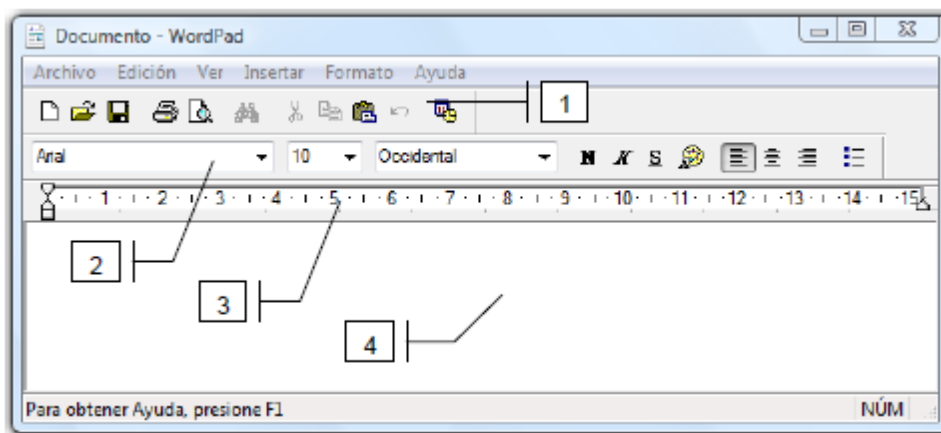 Documento - WordPad
Archivo Edición Ver Insertar Formato Ayuda
1
Arial 10 Occidental N K S
1 2 3 4 5 6 7 8 9 10 11 12 13 14 15
2
3
4
Para obtener Ayuda, presione F1 NÚM